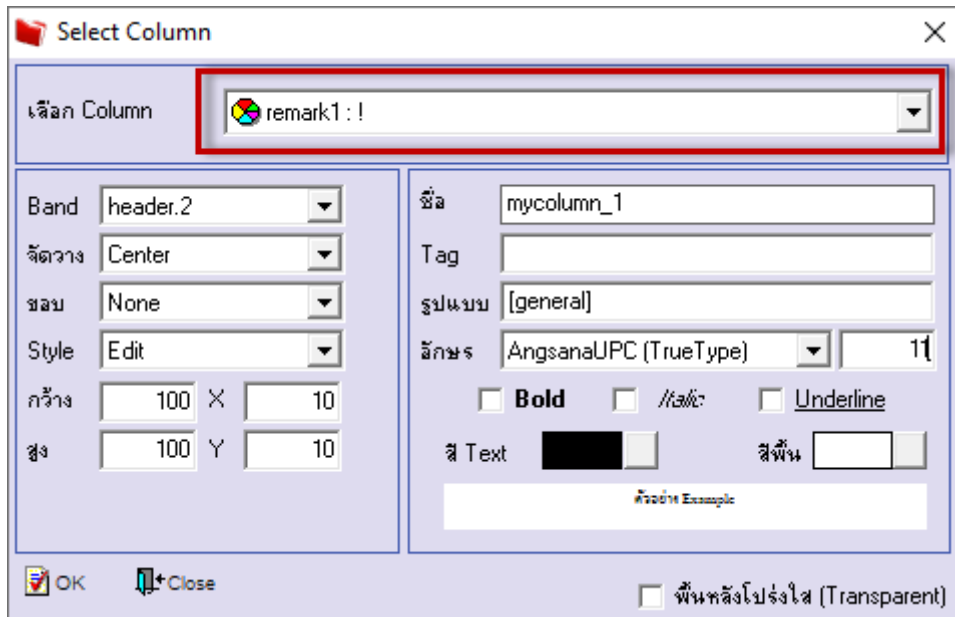 Select Column
เลือก Column remark1 : !
Band header.2
จัดวาง Center
ขอบ None
Style Edit
กว้าง 100 X 10
สูง 100 Y 10
ชื่อ mycolumn_1
Tag
รูปแบบ [general]
อักษร AngsanaUPC (TrueType) 11
Bold Italic Underline
สี Text สีพื้น
ตัวอย่าง Example
OK Close
พื้นหลังโปร่งใส (Transparent)